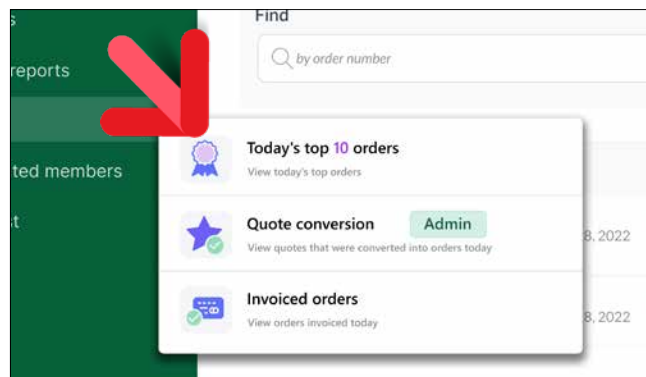 Find
by order number
reports
ted members
Today's top 10 orders
View today's top orders
Quote conversion
Admin
View quotes that were converted into orders today
8, 2022
Invoiced orders
View orders invoiced today
8, 2022